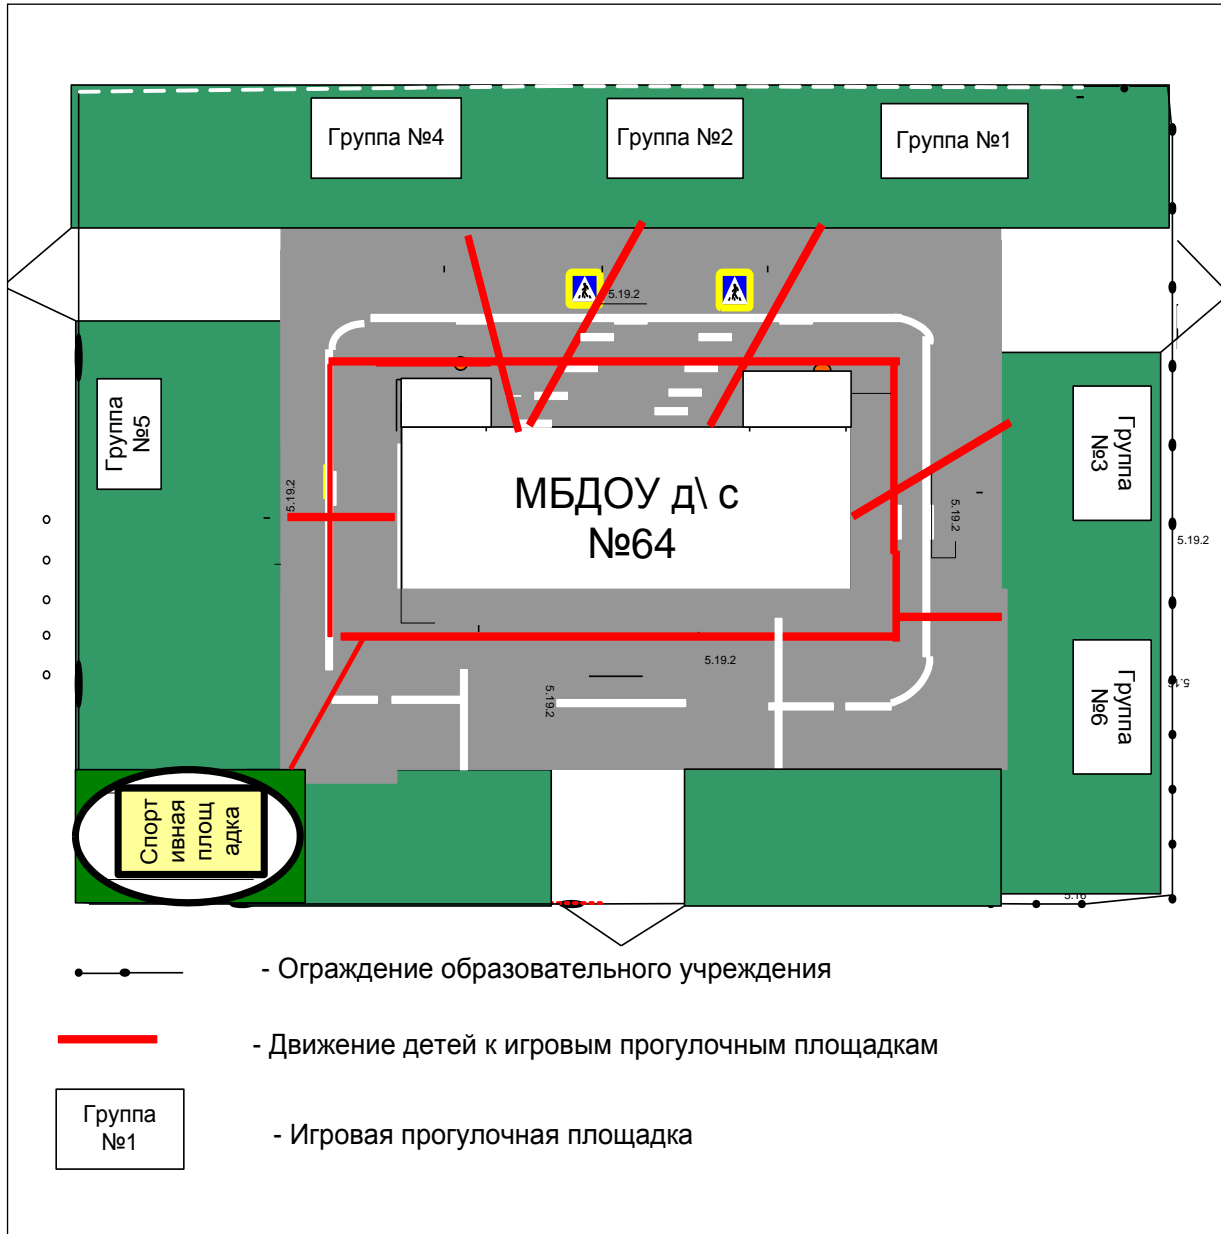 Группа №4
Группа №2
Группа №1
5.19.2
Группа
№5
Группа
№3
5.19.2
МБДОУ д\ с
№64
5.19.2
5.19.2
5.19.2
5.19.2
Группа
№6
Спорт
ивная
площ
адка
- Ограждение образовательного учреждения
- Движение детей к игровым прогулочным площадкам
Группа
№1
- Игровая прогулочная площадка